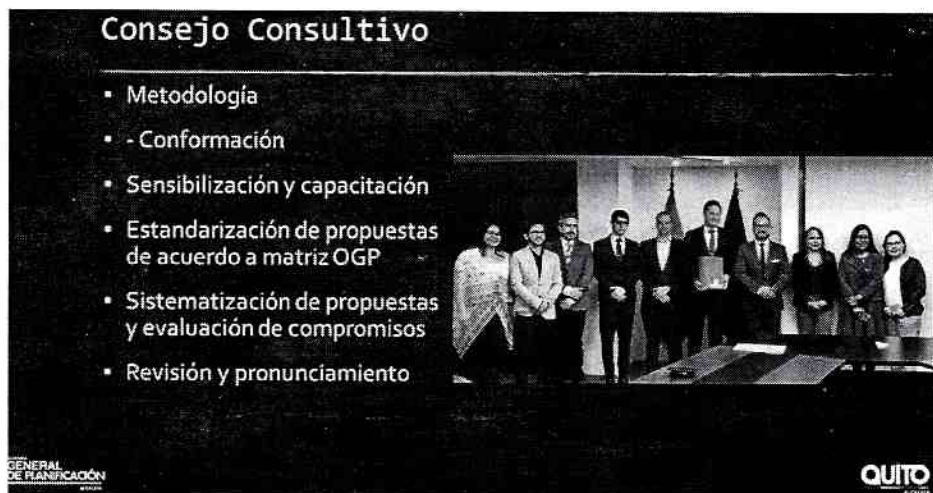 Consejo Consultivo
▪ Metodología
▪ - Conformación
▪ Sensibilización y capacitación
▪ Estandarización de propuestas
de acuerdo a matriz OGP
▪ Sistematización de propuestas
y evaluación de compromisos
▪ Revisión y pronunciamiento
GENERAL
DE PLANIFICACIÓN
QUITO